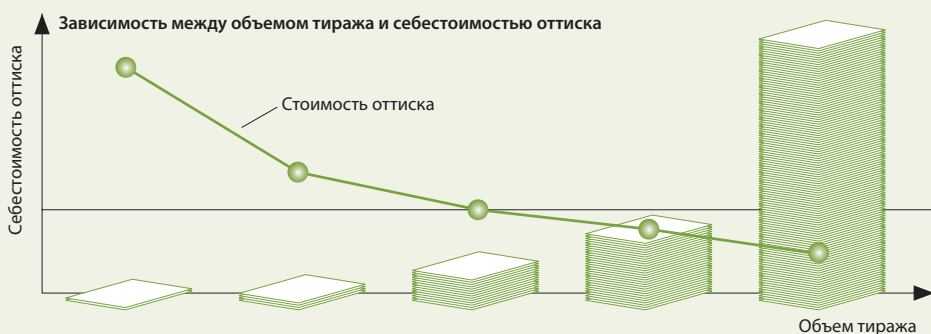 Зависимость между объемом тиража и себестоимостью оттиска
Себестоимость оттиска
Стоимость оттиска
Объем тиража